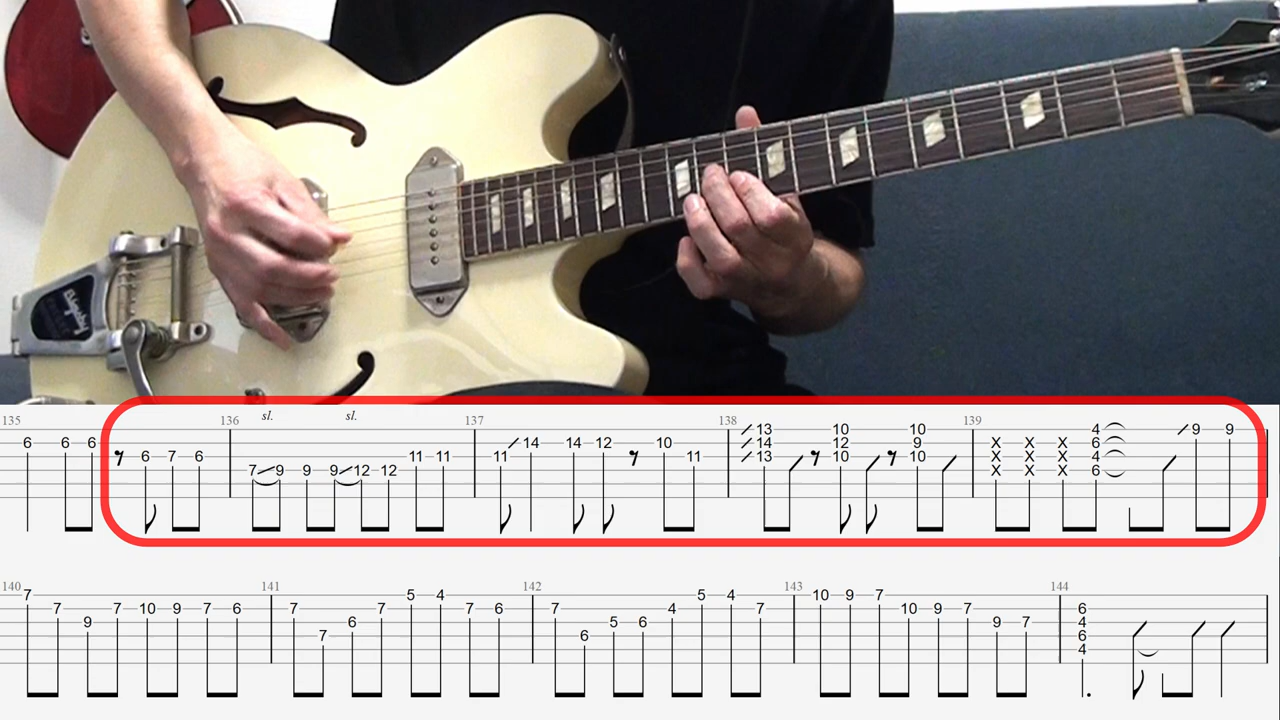 Bigsby
135 136 sl. sl. 137 138 139
13 10 10 4
6 6 6 14 14 12 10 14 12 9 X X X 6 9 9
6 7 6 11 11 11 11 13 10 10 X X X 4
7 9 9 9 12 12 X X X 6
140 141 142 143 144
7 5 4 5 4 10 9 7
7 7 10 9 7 6 7 7 7 6 7 4 7 10 9 7 6
9 6 5 6 9 7 4
7 6 6
4